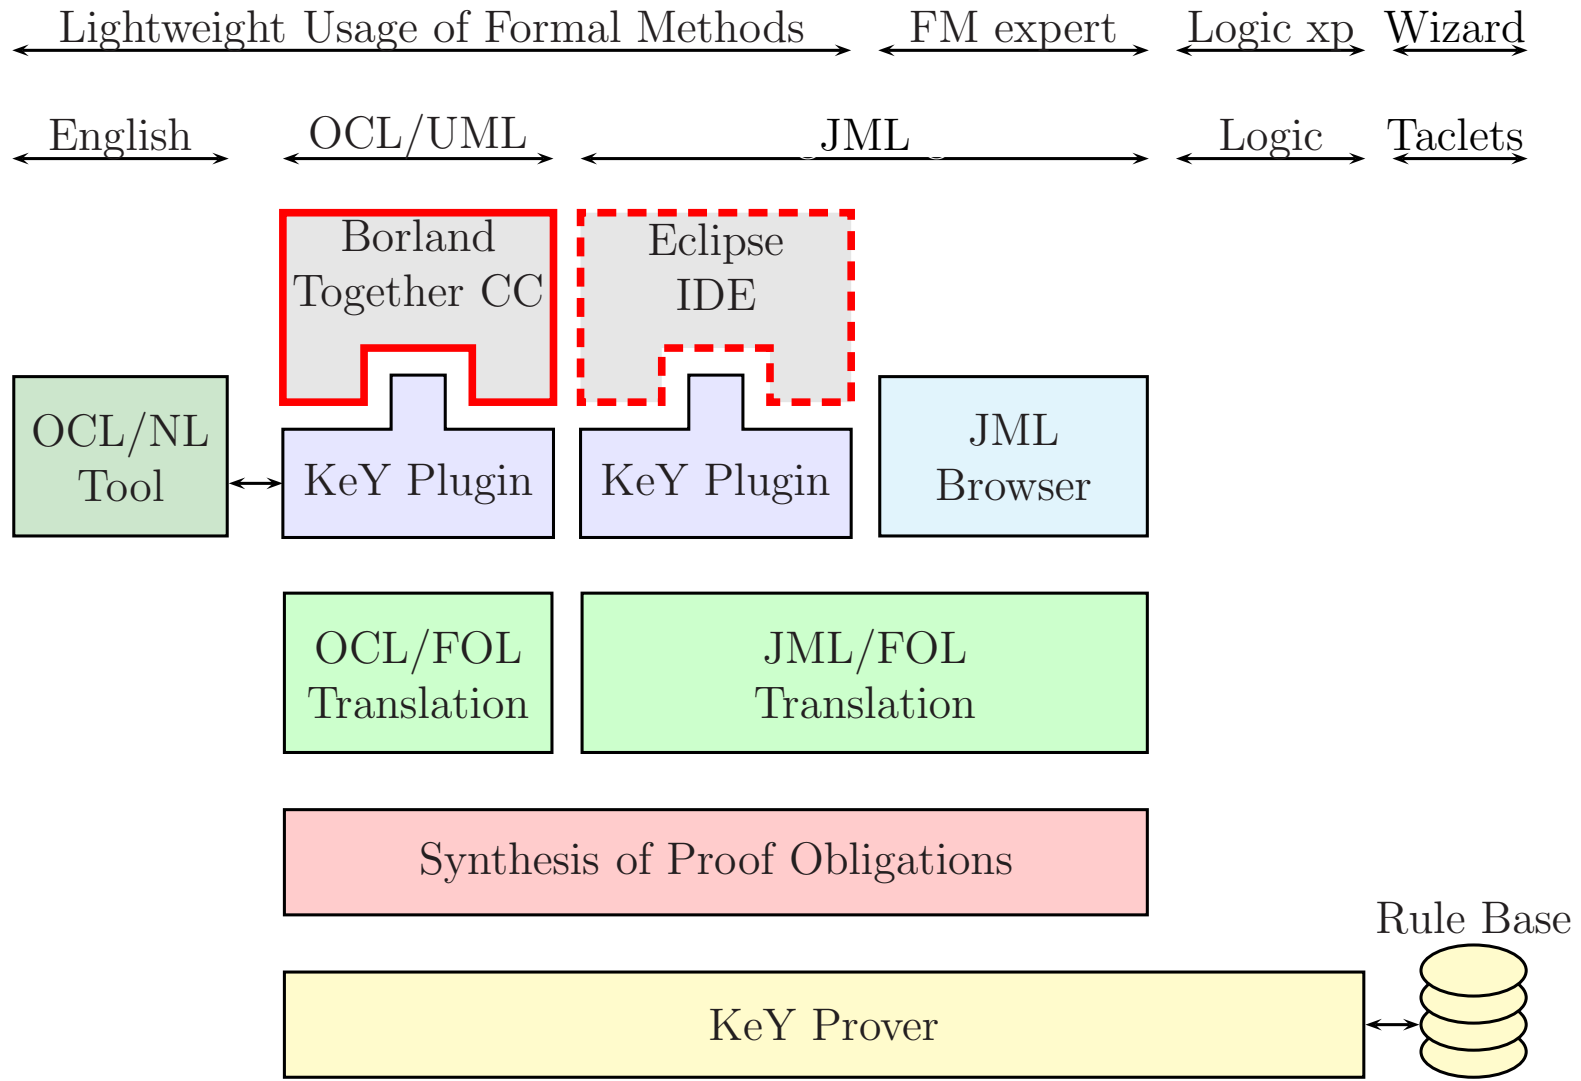 Lightweight Usage of Formal Methods
FM expert
Logic xp
Wizard
English
OCL/UML
JML
Logic
Taclets
Borland
Together CC
Eclipse
IDE
OCL/NL
Tool
KeY Plugin
KeY Plugin
JML
Browser
OCL/FOL
Translation
JML/FOL
Translation
Synthesis of Proof Obligations
Rule Base
KeY Prover